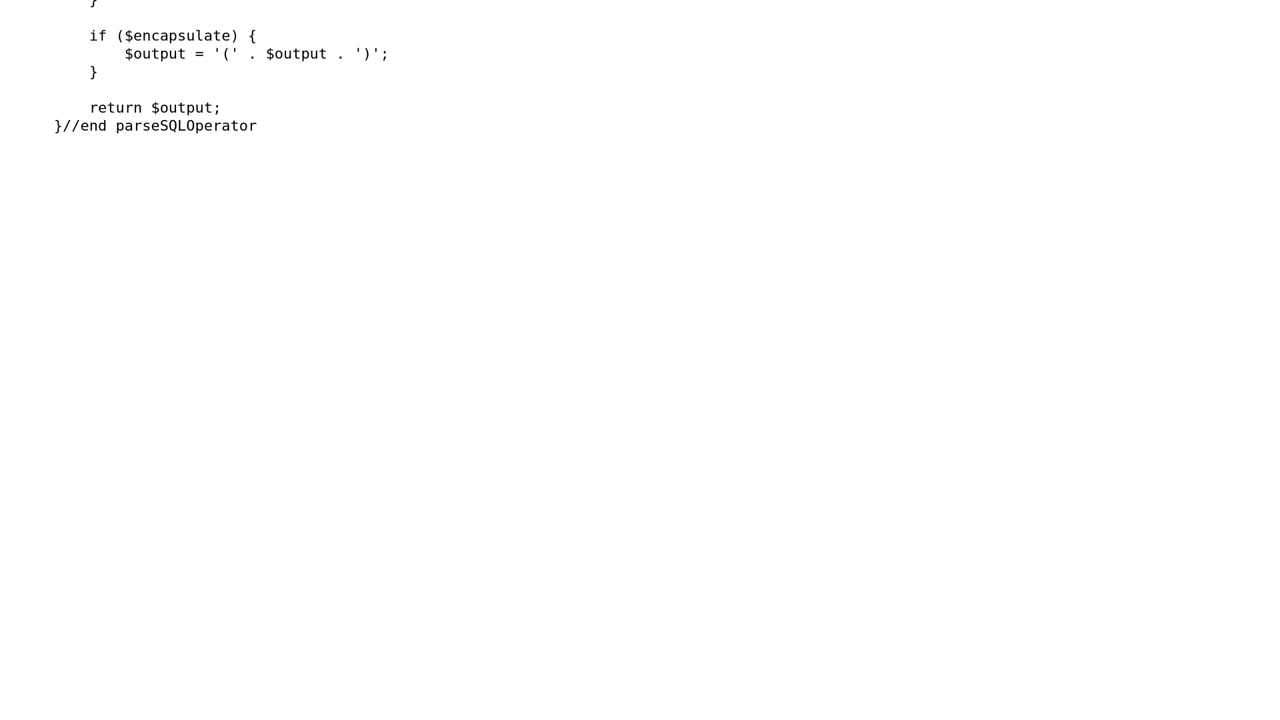 }
if ($encapsulate) {
$output = '(' . $output . ')';
}
return $output;
}//end parseSQLOperator